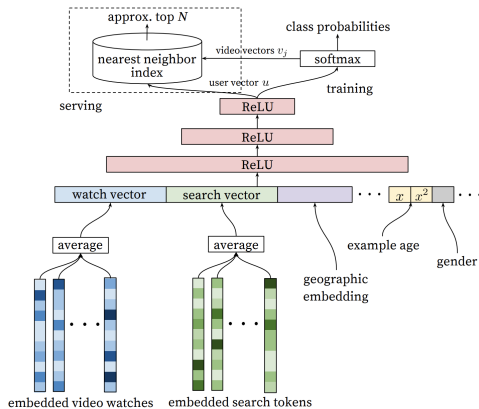 approx. top N
class probabilities
nearest neighbor
index
video vectors vⱼ
softmax
user vector u
serving
training
ReLU
ReLU
ReLU
watch vector
search vector
x
x²
average
average
example age
gender
geographic
embedding
embedded video watches
embedded search tokens